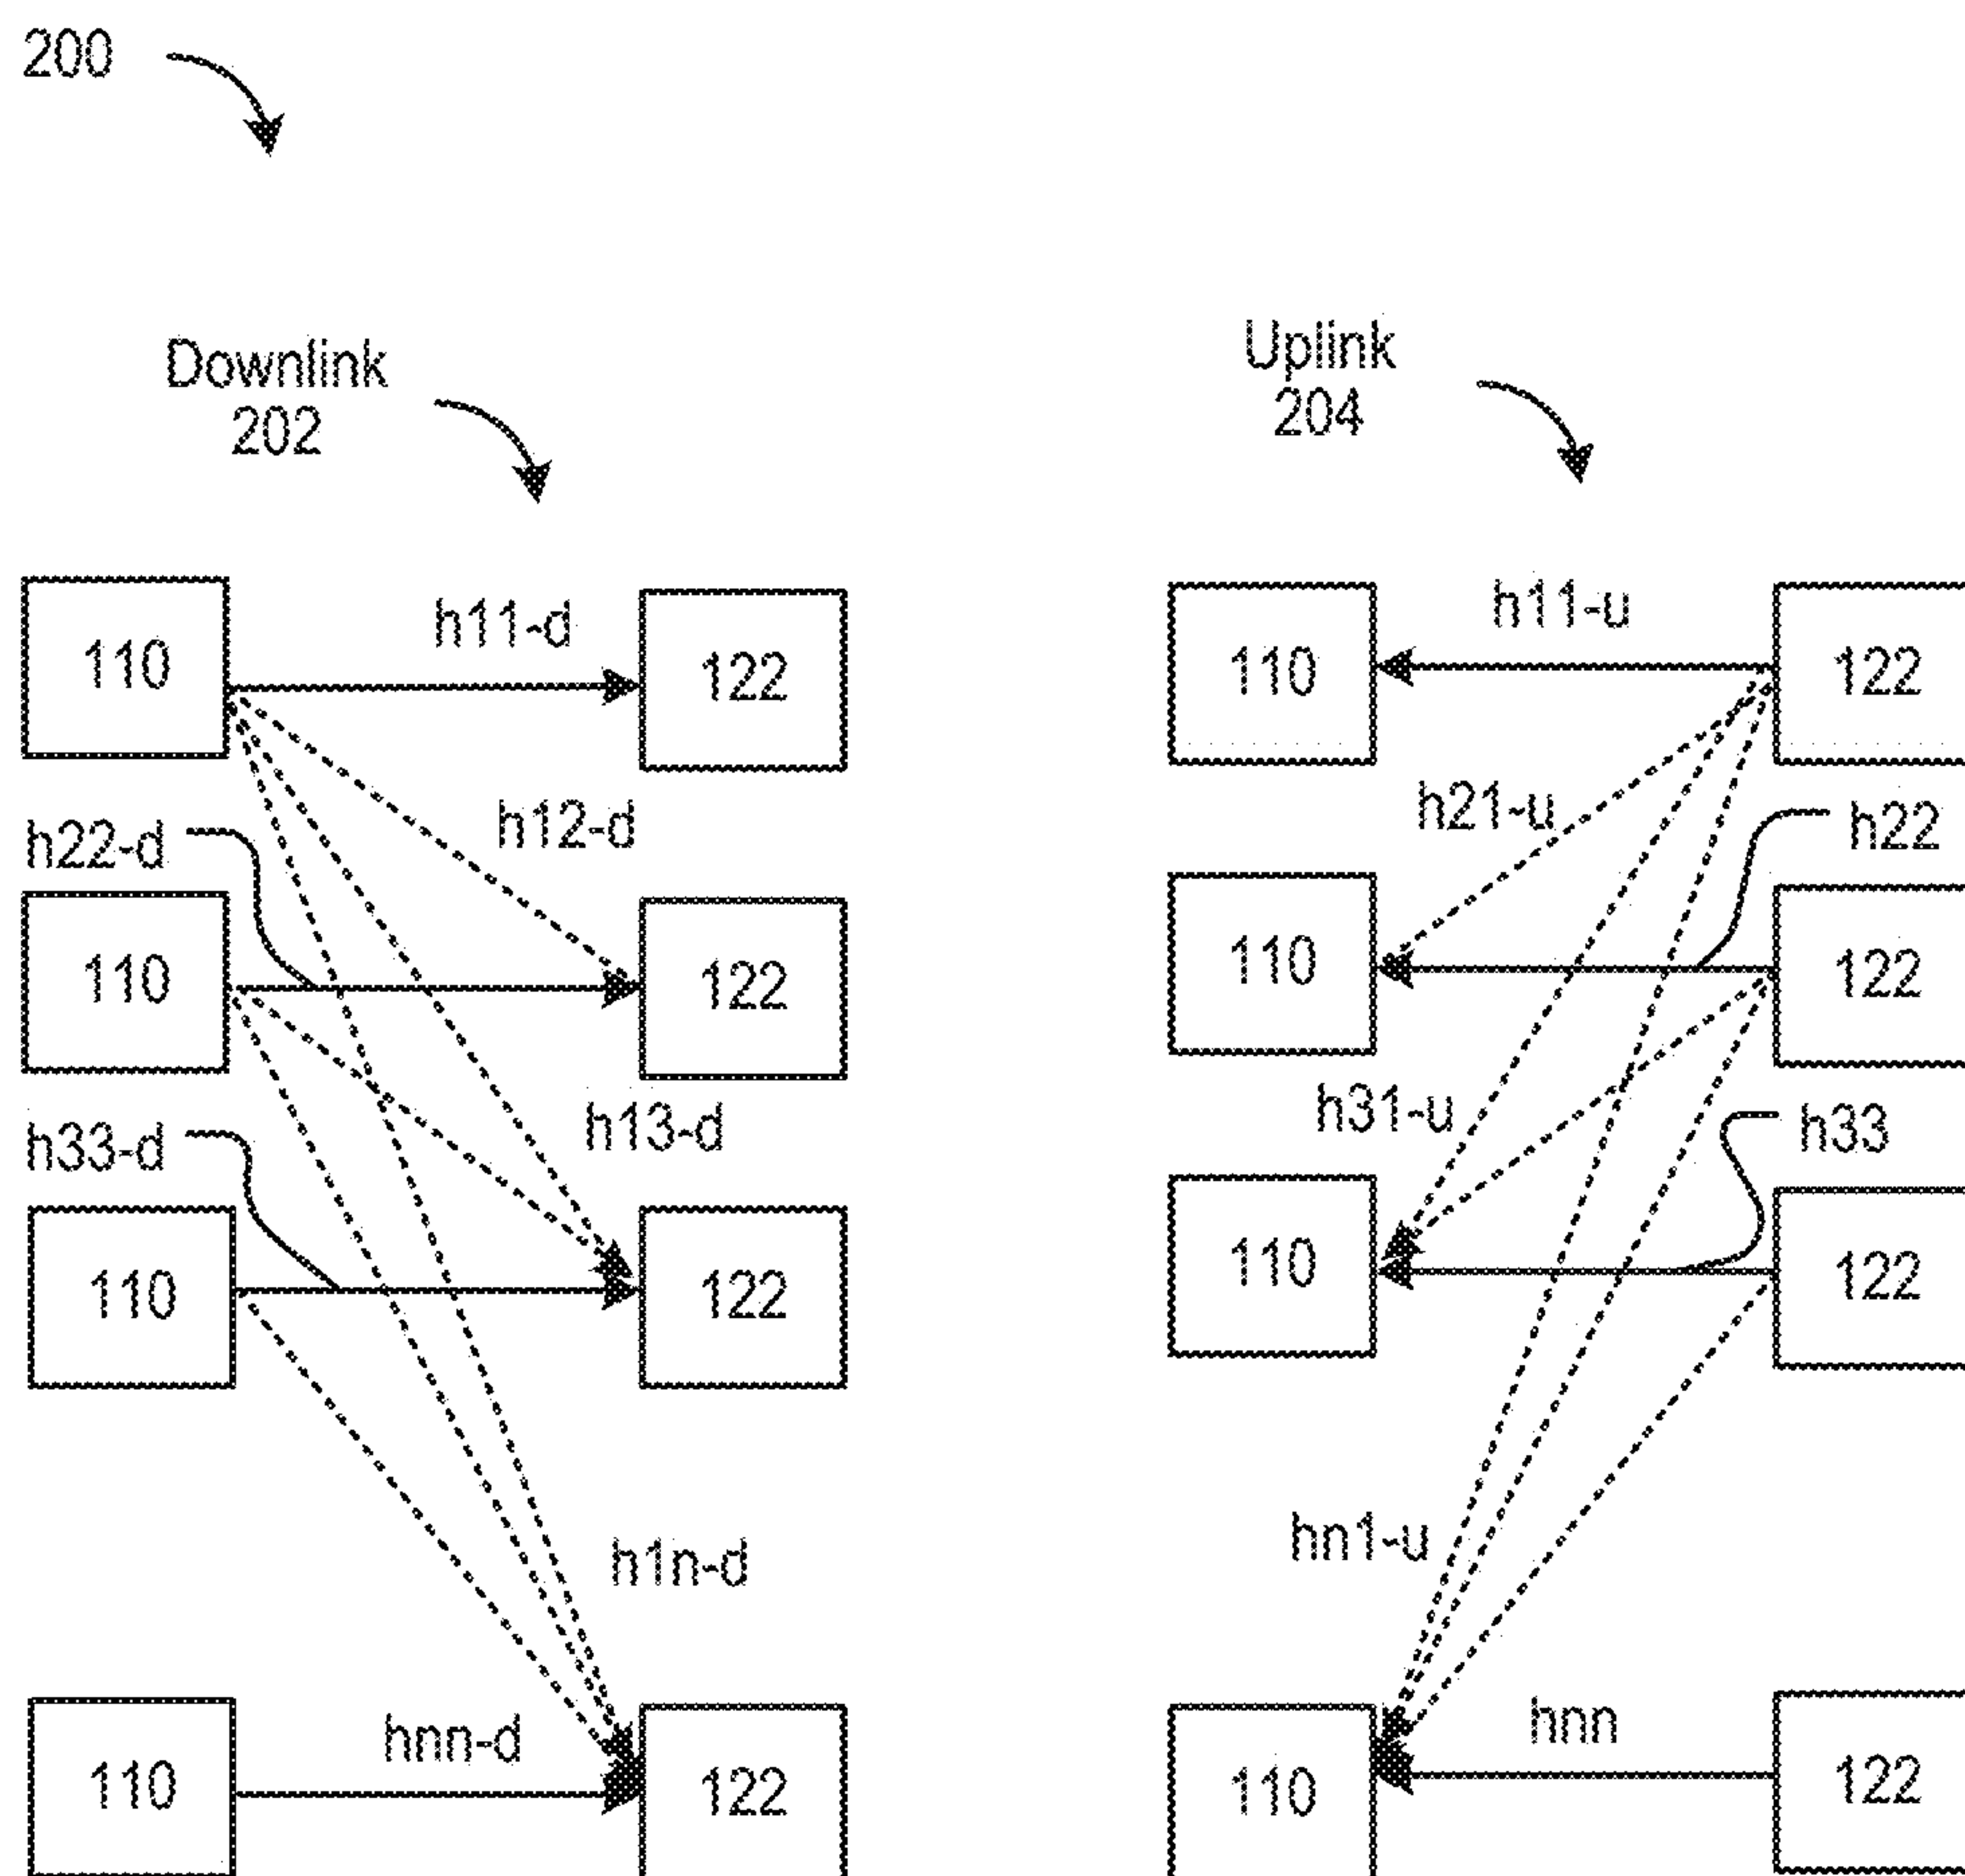 200
Downlink
202
110
h11-d
122
h12-d
h22-d
110
122
h13-d
h33-d
110
122
h1n-d
110
hnn-d
122
Uplink
204
110
h11-u
122
h21-u
h22
110
122
h31-u
h33
110
122
hn1-u
110
hnn
122